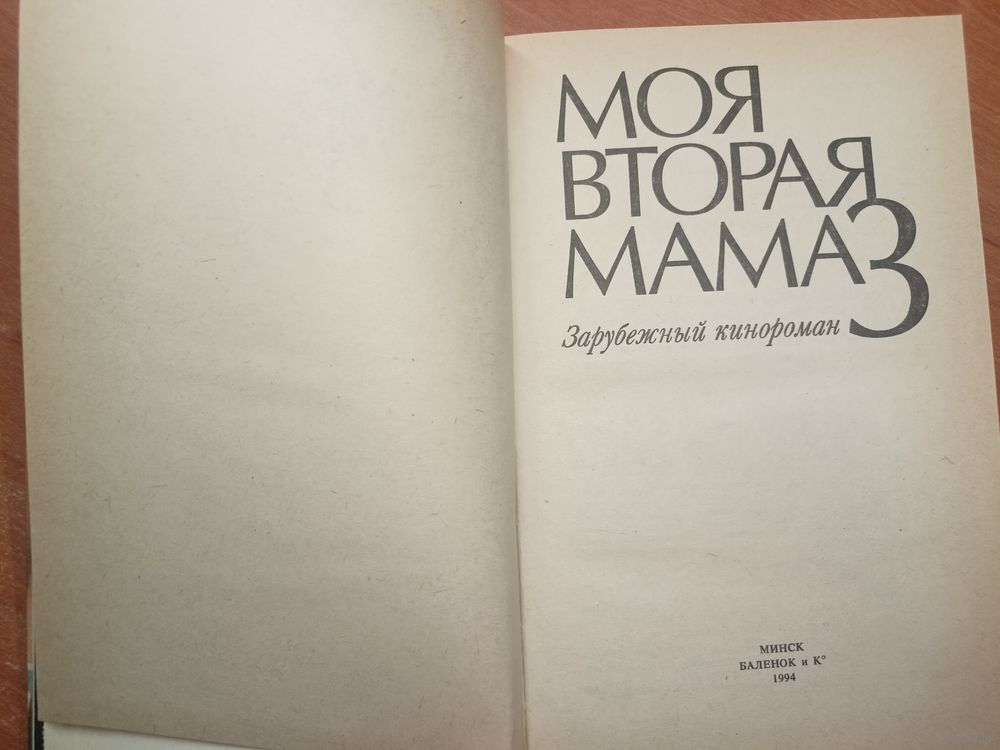 МОЯ
ВТОРАЯ
МАМА 3
Зарубежный кинороман
МИНСК
БАЛЕНОК и К°
1994